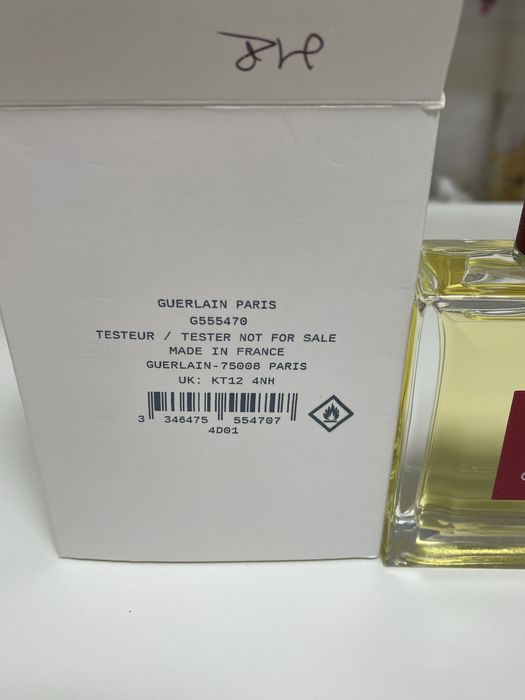 GUERLAIN PARIS
G555470
TESTEUR / TESTER NOT FOR SALE
MADE IN FRANCE
GUERLAIN-75008 PARIS
UK: KT12 4NH
3 346475 554707
4D01